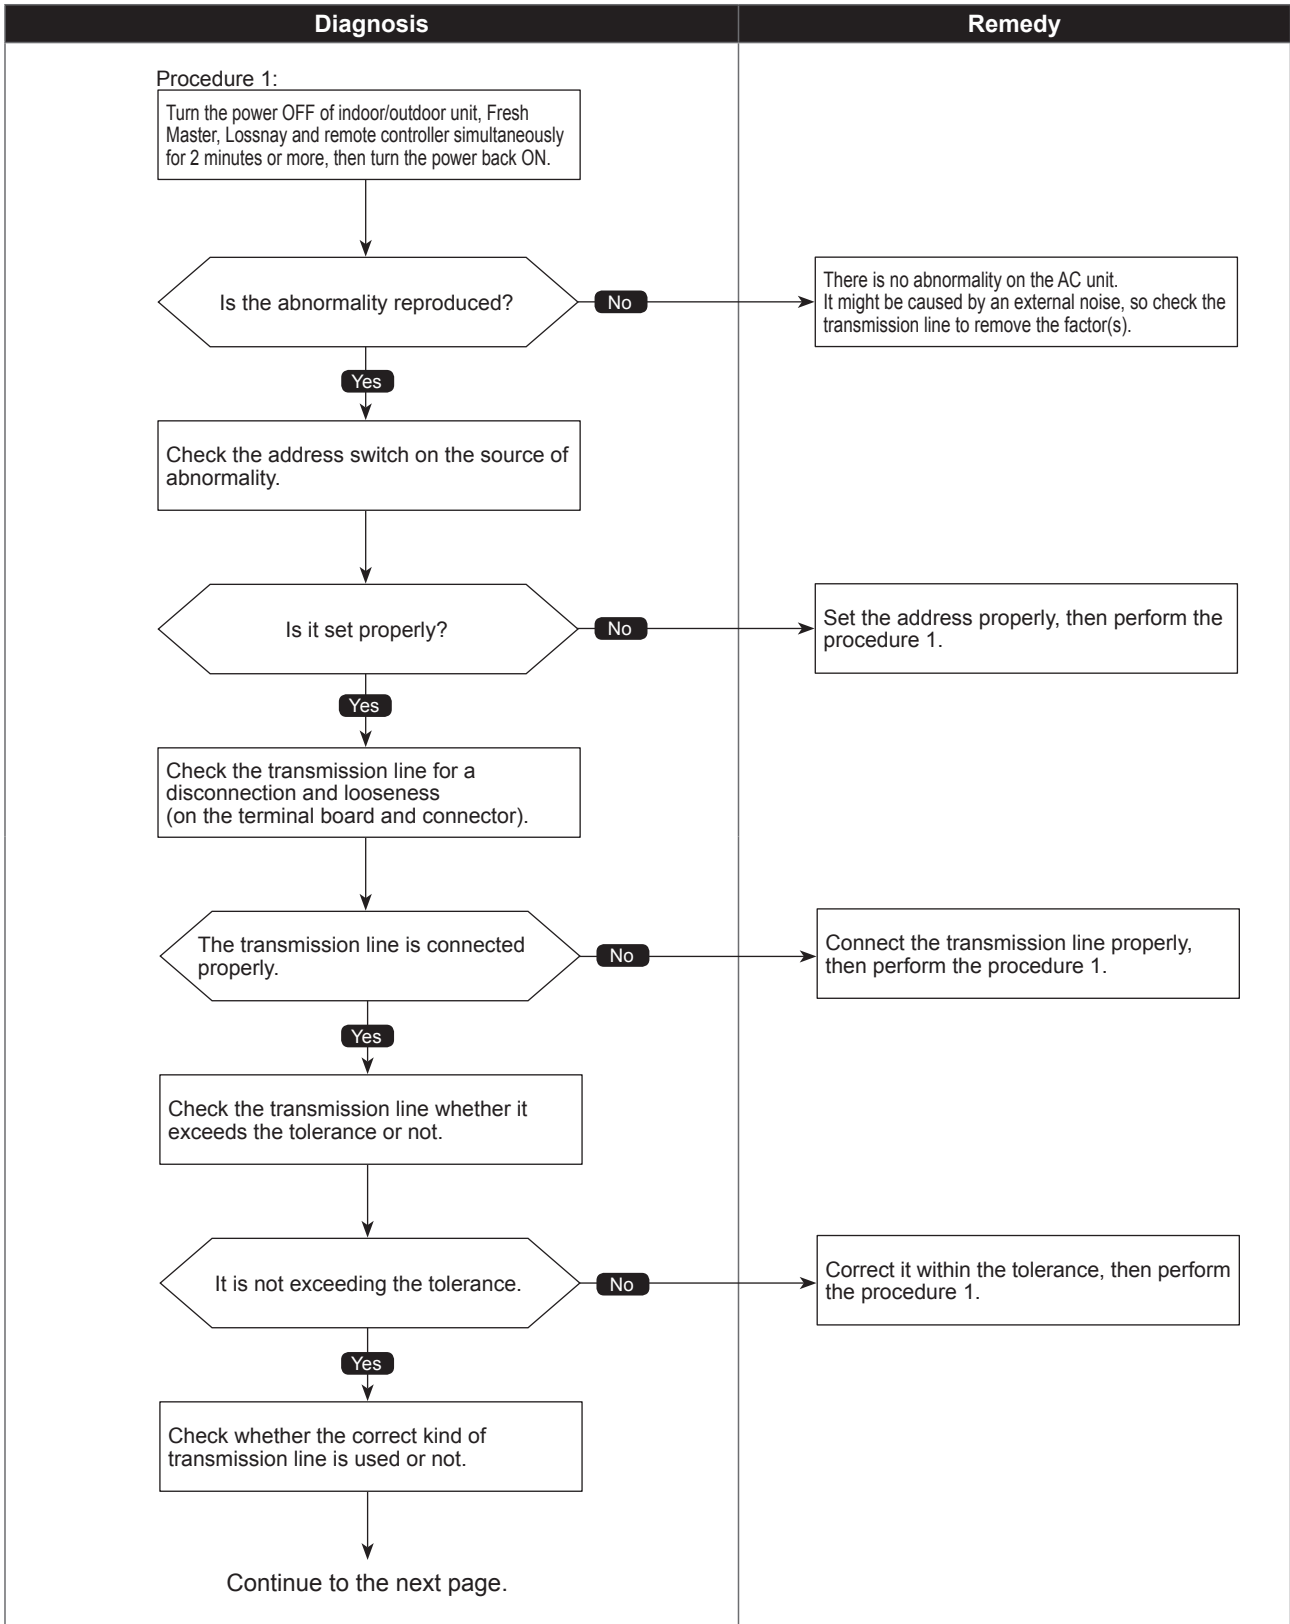 Diagnosis
Remedy
Procedure 1:
Turn the power OFF of indoor/outdoor unit, Fresh
Master, Lossnay and remote controller simultaneously
for 2 minutes or more, then turn the power back ON.
Is the abnormality reproduced?
No
There is no abnormality on the AC unit.
It might be caused by an external noise, so check the
transmission line to remove the factor(s).
Yes
Check the address switch on the source of
abnormality.
Is it set properly?
No
Set the address properly, then perform the
procedure 1.
Yes
Check the transmission line for a
disconnection and looseness
(on the terminal board and connector).
The transmission line is connected
properly.
No
Connect the transmission line properly,
then perform the procedure 1.
Yes
Check the transmission line whether it
exceeds the tolerance or not.
It is not exceeding the tolerance.
No
Correct it within the tolerance, then perform
the procedure 1.
Yes
Check whether the correct kind of
transmission line is used or not.
Continue to the next page.